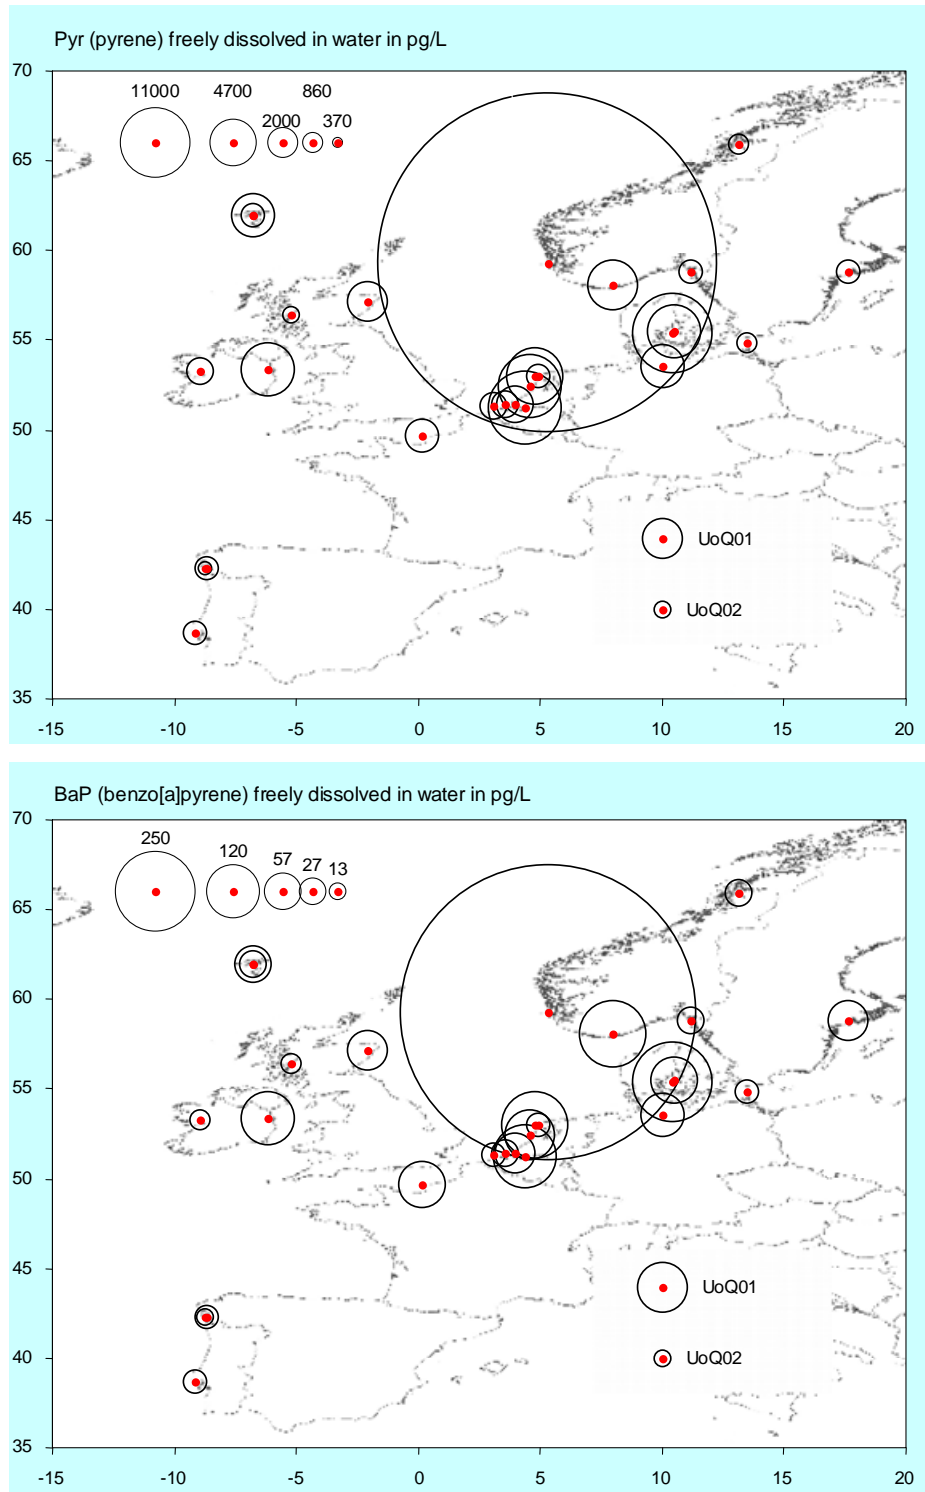 Pyr (pyrene) freely dissolved in water in pg/L
70
11000 4700 860
2000 370
65
60
55
50
45
UoQ01
40
UoQ02
35
-15 -10 -5 0 5 10 15 20
BaP (benzo[a]pyrene) freely dissolved in water in pg/L
70
250 120 57 27 13
65
60
55
50
45
UoQ01
40
UoQ02
35
-15 -10 -5 0 5 10 15 20